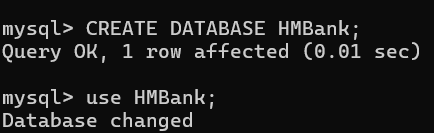 mysql> CREATE DATABASE HMBank;
Query OK, 1 row affected (0.01 sec)
mysql> use HMBank;
Database changed